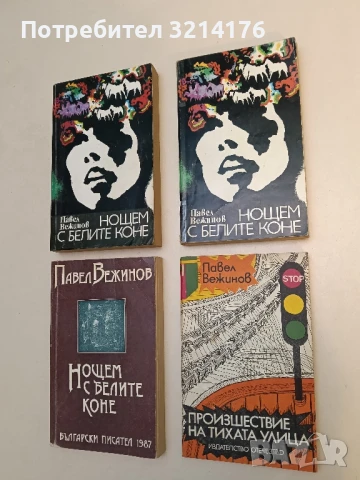 Потребител 3214176
Павел
Вежинов
НОЩЕМ
С БЕЛИТЕ КОНЕ
Павел
Вежинов
НОЩЕМ
С БЕЛИТЕ КОНЕ
ПАВЕЛ ВЕЖИНОВ
НОЩЕМ
С БЕЛИТЕ
КОНЕ
БЪЛГАРСКИ ПИСАТЕЛ 1987
Павел
Вежинов
STOP
ПРОИЗШЕСТВИЕ
НА ТИХАТА УЛИЦА
ИЗДАТЕЛСТВО